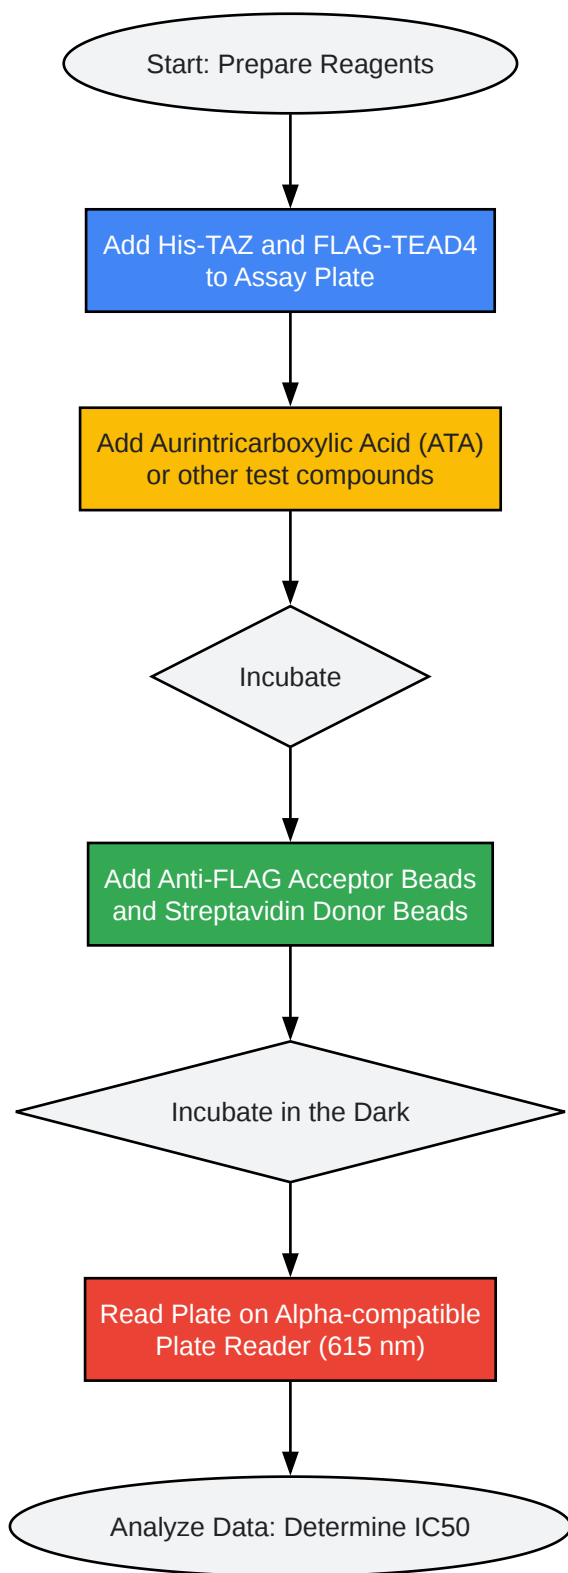 Start: Prepare Reagents
Add His-TAZ and FLAG-TEAD4
to Assay Plate
Add Aurintricarboxylic Acid (ATA)
or other test compounds
Incubate
Add Anti-FLAG Acceptor Beads
and Streptavidin Donor Beads
Incubate in the Dark
Read Plate on Alpha-compatible
Plate Reader (615 nm)
Analyze Data: Determine IC50